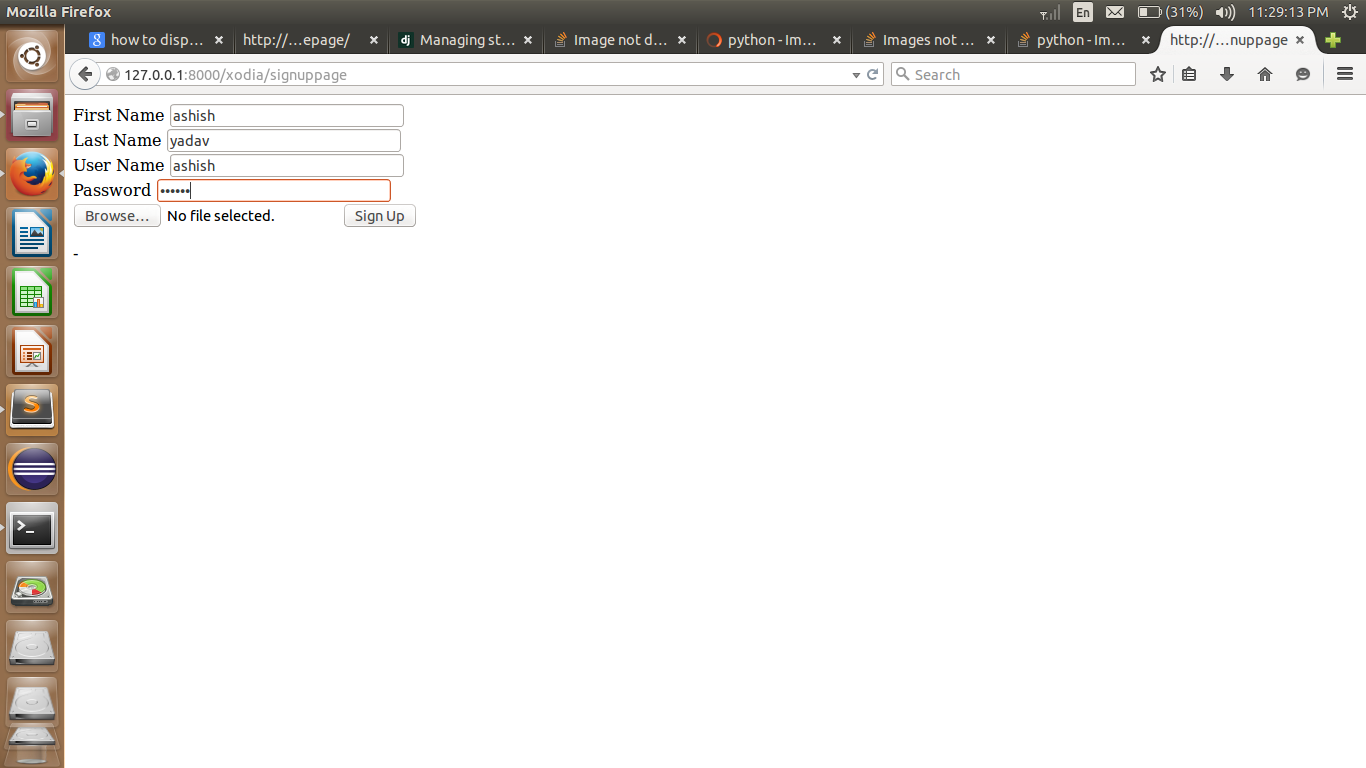 Mozilla Firefox
En (31%) 11:29:13 PM
how to disp... http://...epage/ Managing st... Image not d... python - Im... Images not ... python - Im... http://...nuppage
127.0.0.1:8000/xodia/signuppage Search
First Name ashish
Last Name yadav
User Name ashish
Password ••••••
Browse... No file selected. Sign Up
-